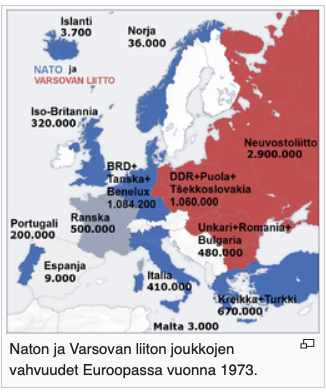 Islanti
3.700
Norja
36.000
NATO ja
VARSOVAN LIITTO
Iso-Britannia
320.000
Neuvostoliitto
2.900.000
BRD+
Tanska+
Benelux
1.084.200
DDR+Puola+
Tšekkoslovakia
1.060.000
Portugali
200.000
Ranska
500.000
Unkari+Romania+
Bulgaria
480.000
Espanja
9.000
Italia
410.000
Kreikka+Turkki
670.000
Malta 3.000
Naton ja Varsovan liiton joukkojen
vahvuudet Euroopassa vuonna 1973.